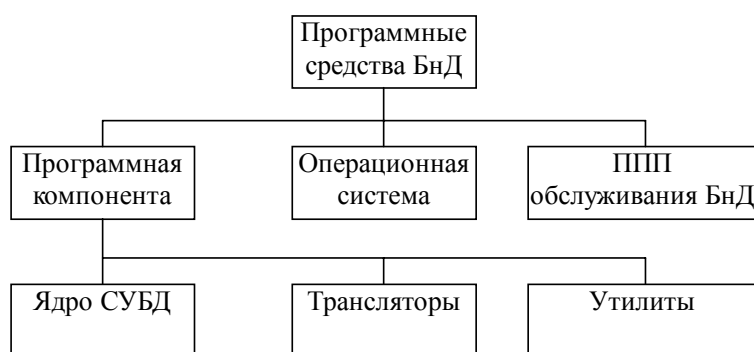 Программные
средства БнД
Программная
компонента
Операционная
система
ППП
обслуживания БнД
Ядро СУБД
Трансляторы
Утилиты